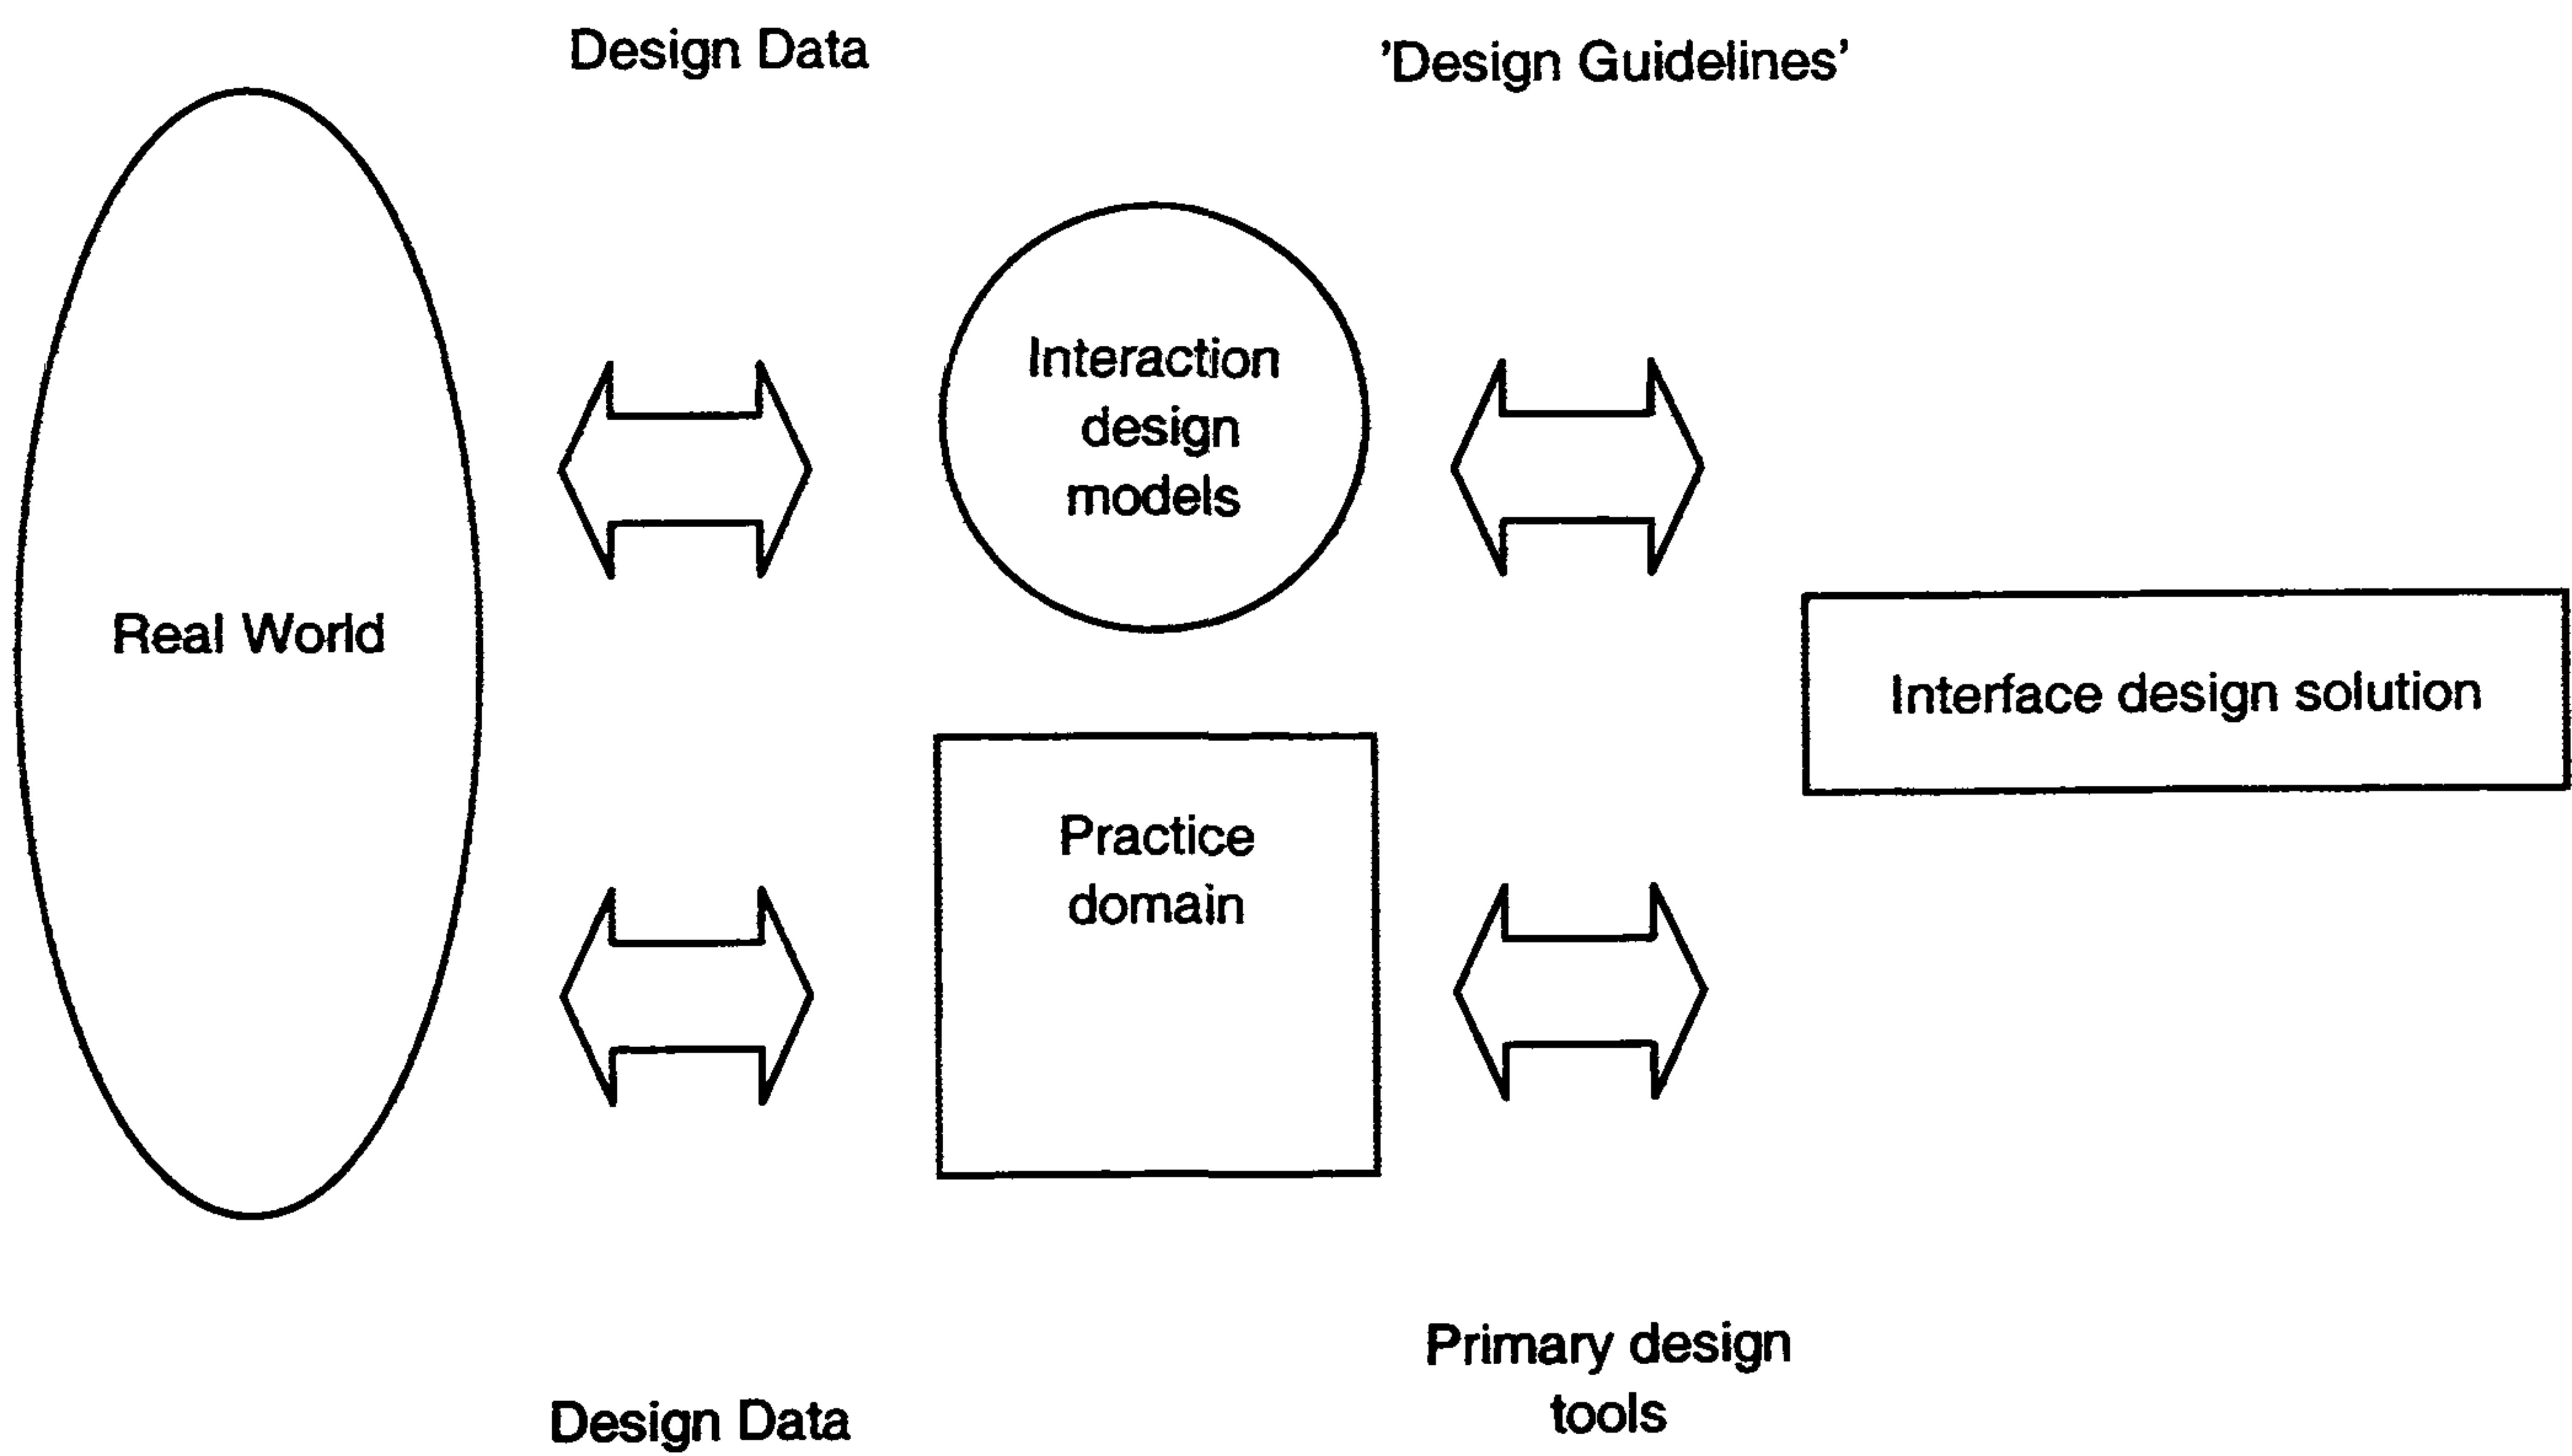 Design Data
'Design Guidelines'
Interaction
design
models
Real World
Interface design solution
Practice
domain
Primary design
tools
Design Data